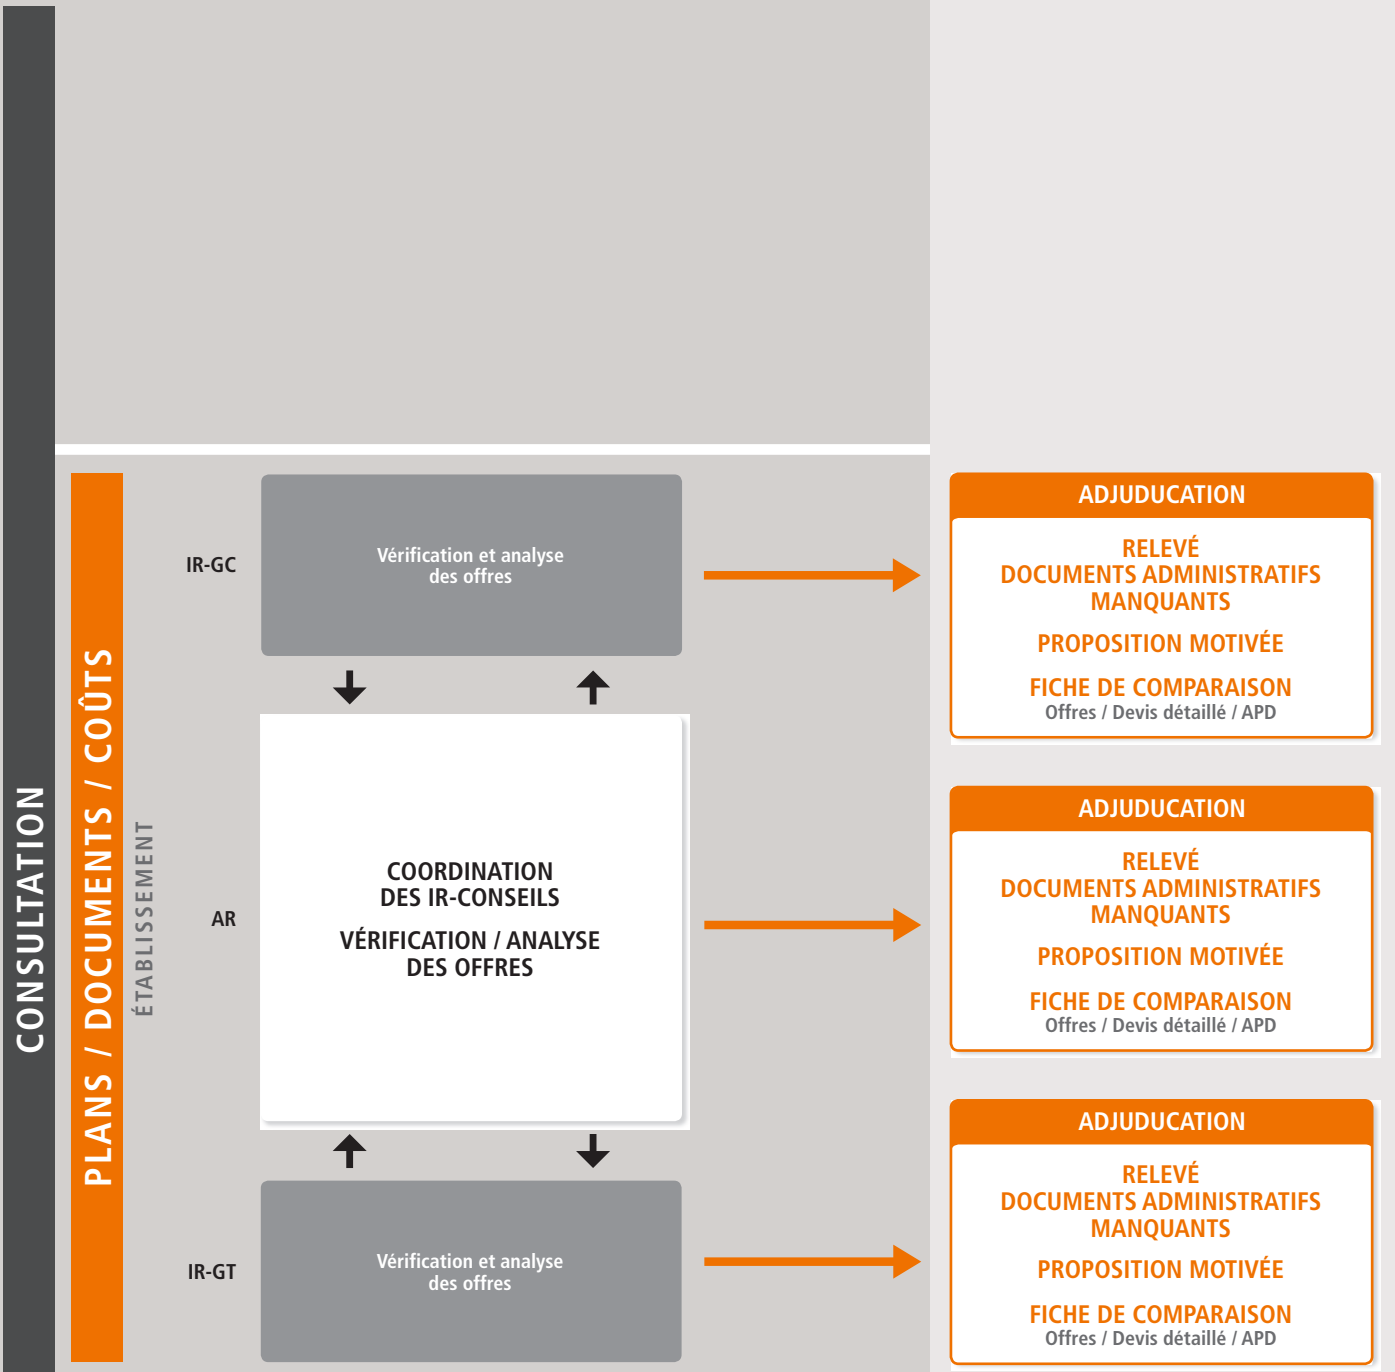 CONSULTATION
PLANS / DOCUMENTS / COÛTS
ÉTABLISSEMENT
IR-GC
Vérification et analyse
des offres
ADJUDUCATION
RELEVÉ
DOCUMENTS ADMINISTRATIFS
MANQUANTS
PROPOSITION MOTIVÉE
FICHE DE COMPARAISON
Offres / Devis détaillé / APD
AR
COORDINATION
DES IR-CONSEILS
VÉRIFICATION / ANALYSE
DES OFFRES
ADJUDUCATION
RELEVÉ
DOCUMENTS ADMINISTRATIFS
MANQUANTS
PROPOSITION MOTIVÉE
FICHE DE COMPARAISON
Offres / Devis détaillé / APD
IR-GT
Vérification et analyse
des offres
ADJUDUCATION
RELEVÉ
DOCUMENTS ADMINISTRATIFS
MANQUANTS
PROPOSITION MOTIVÉE
FICHE DE COMPARAISON
Offres / Devis détaillé / APD